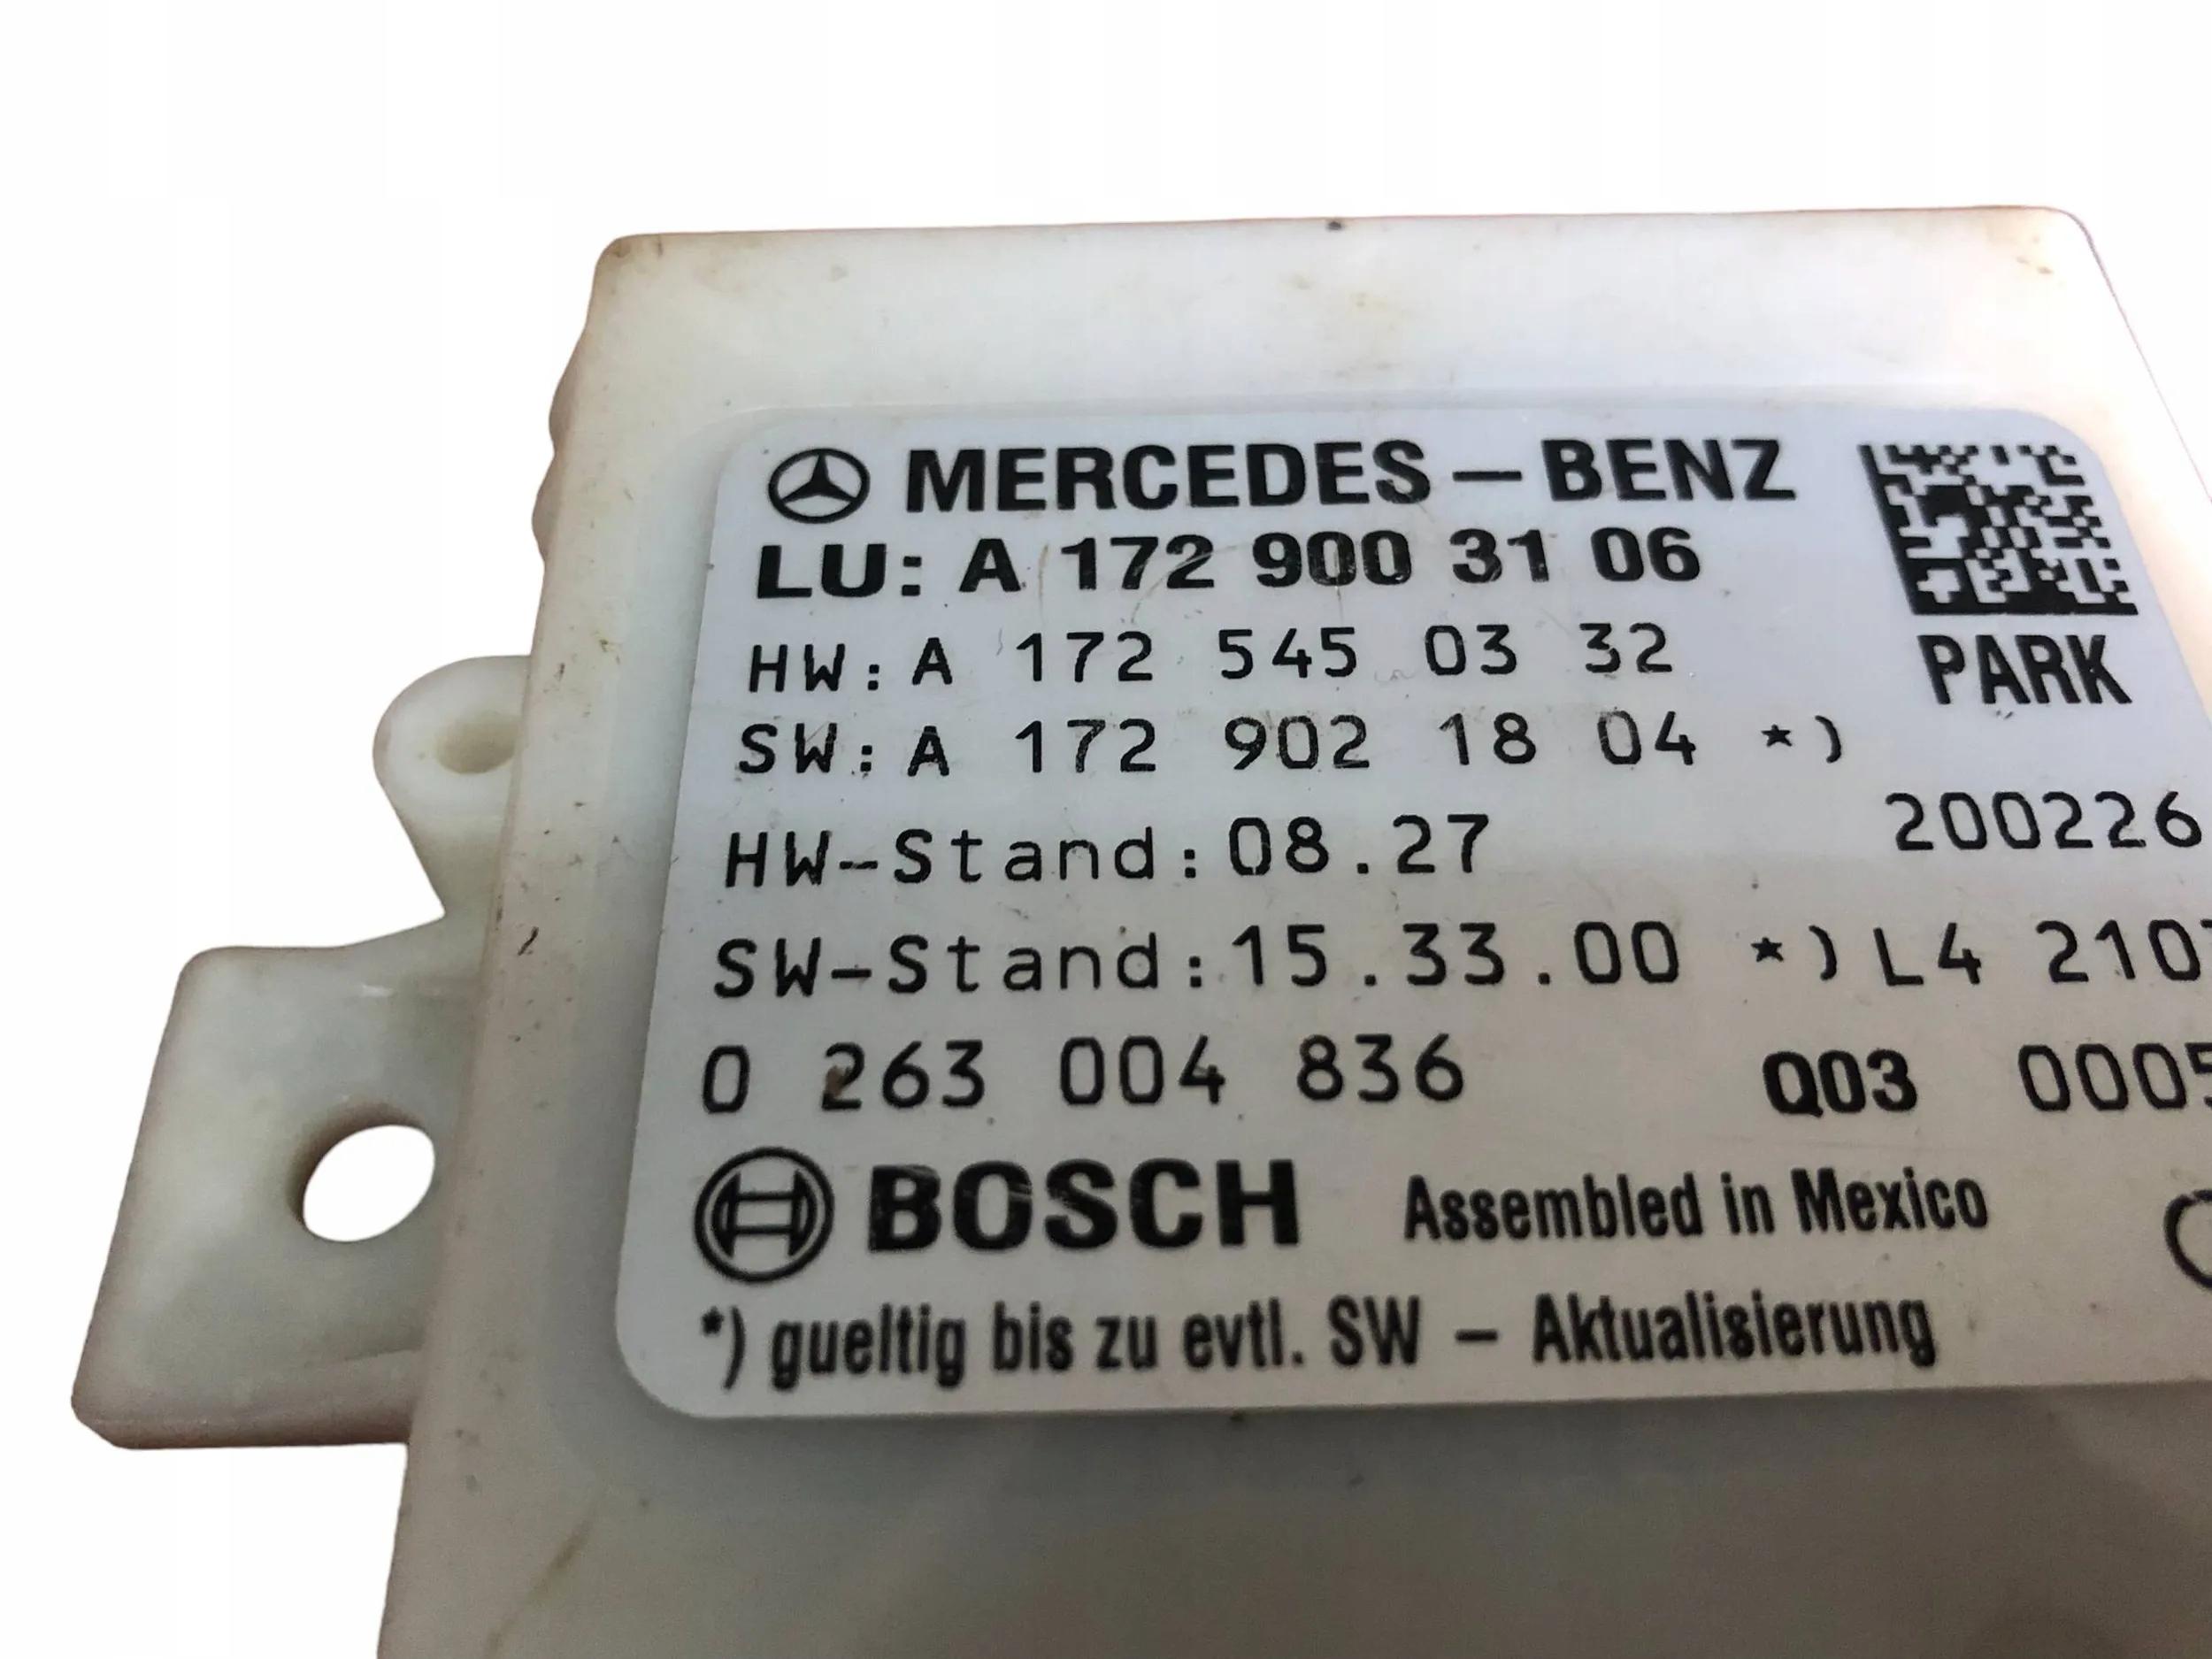 MERCEDES - BENZ
LU: A 172 900 31 06
HW: A 172 545 03 32
PARK
SW: A 172 902 18 04 *)
HW-Stand: 08.27 200226
SW-Stand: 15.33.00 *) L4
0 263 004 836 Q03
BOSCH Assembled in Mexico
*) gueltig bis zu evtl. SW - Aktualisierung